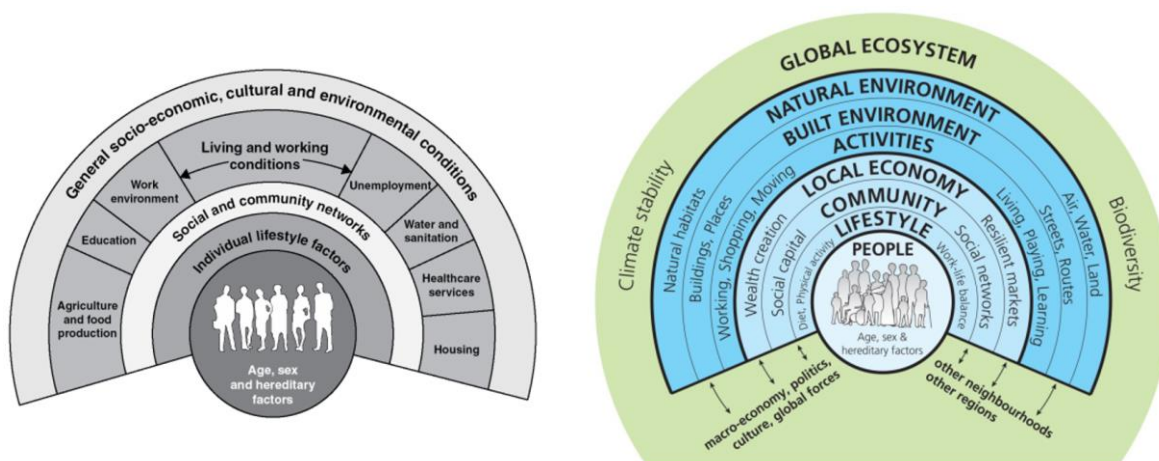 General socio-economic, cultural and environmental conditions
Living and working
conditions
Work
environment
Unemployment
Social and community networks
Education
Water and
sanitation
Individual lifestyle factors
Healthcare
services
Agriculture
and food
production
Housing
Age, sex
and hereditary
factors
GLOBAL ECOSYSTEM
NATURAL ENVIRONMENT
BUILT ENVIRONMENT
ACTIVITIES
LOCAL ECONOMY
COMMUNITY
LIFESTYLE
PEOPLE
Climate stability
Natural habitats
Buildings, Places
Working, Shopping, Moving
Wealth creation
Social capital
Diet, Physical activity
Work-life balance
Social networks
Resilient markets
Living, Playing, Learning
Streets, Routes
Air, Water, Land
Biodiversity
Age, sex &
hereditary factors
macro-economy, politics,
culture, global forces
other neighbourhoods
other regions